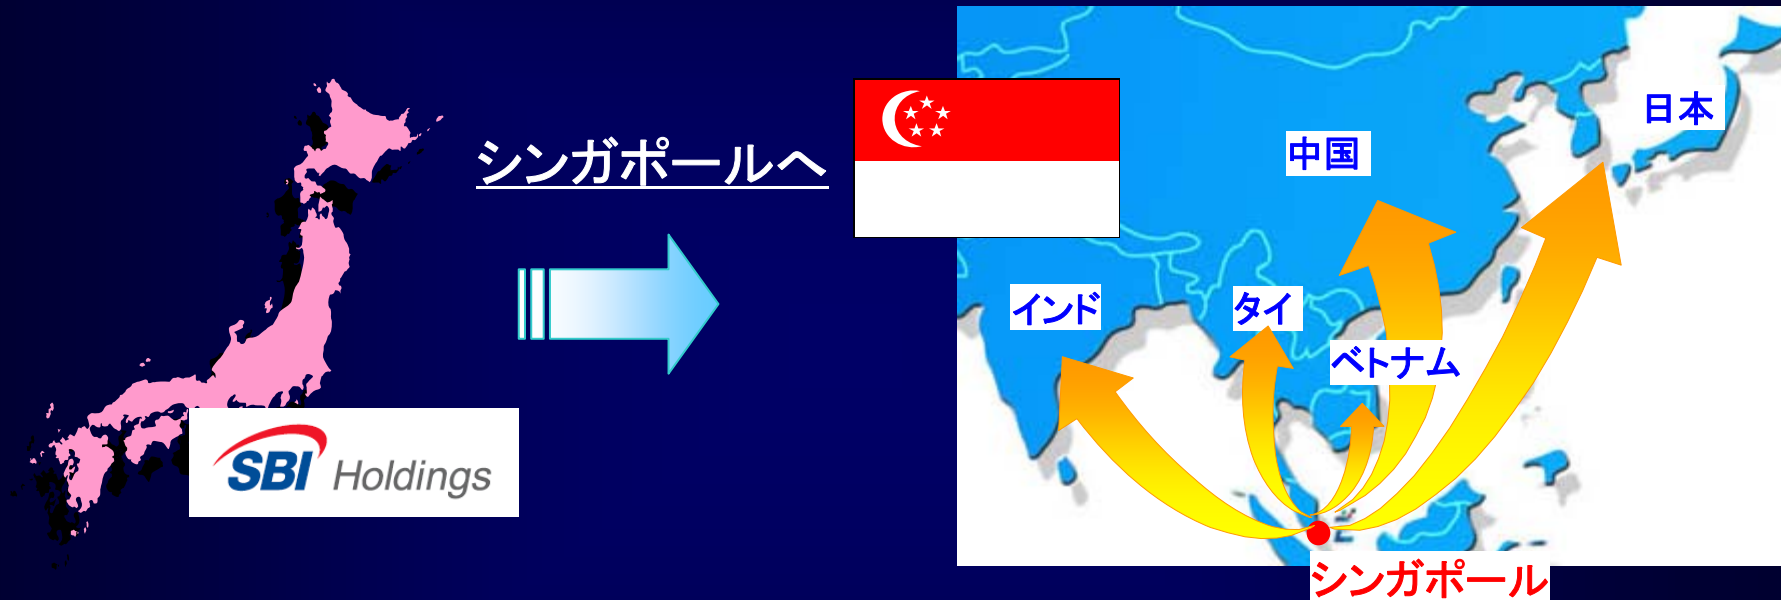 シンガポールへ
SBI Holdings
日本
中国
インド
タイ
ベトナム
シンガポール